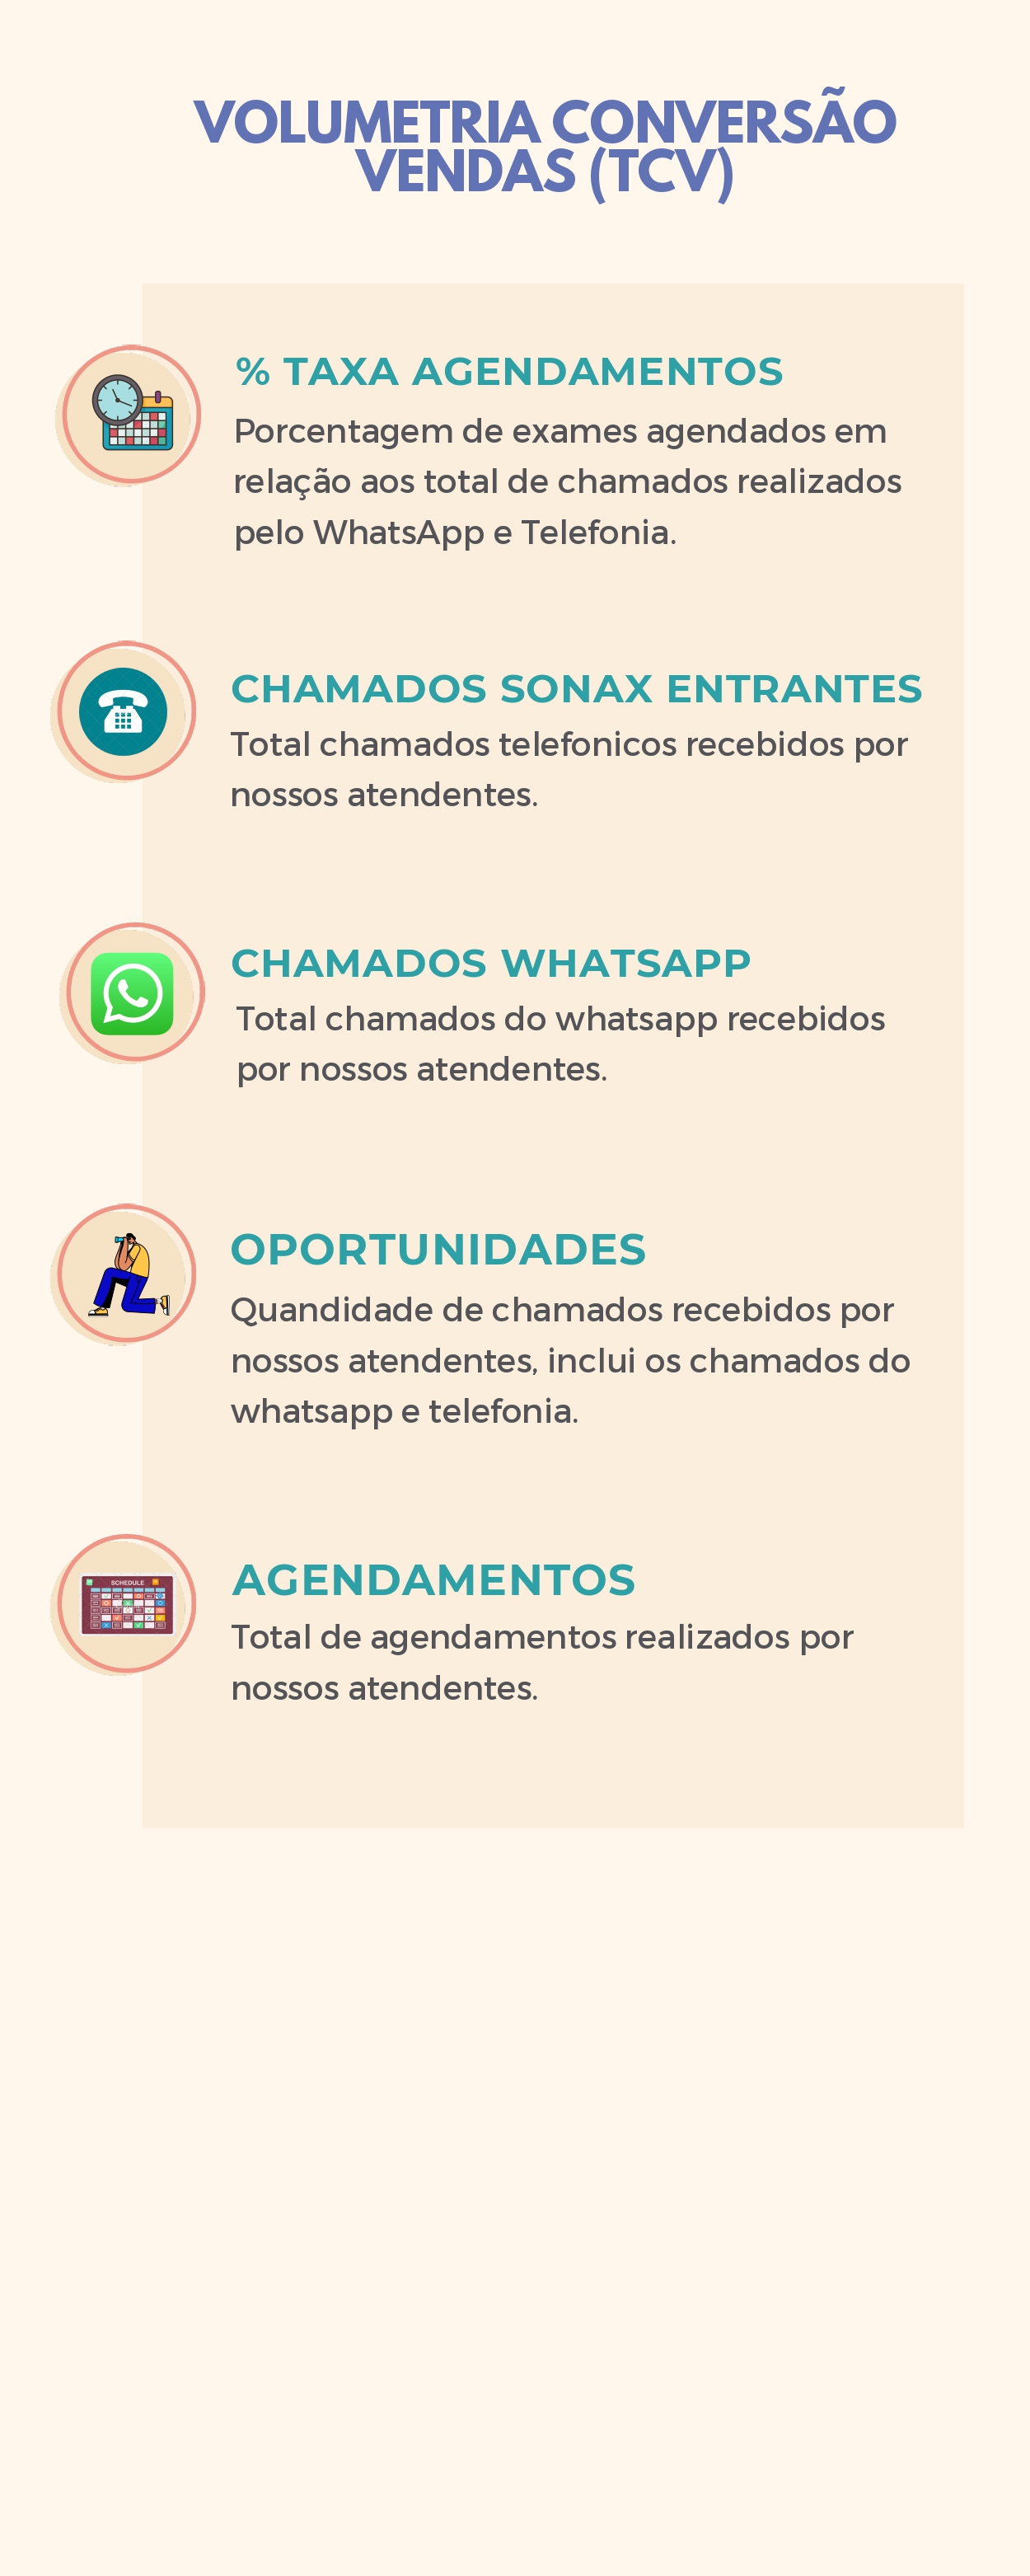 VOLUMETRIA CONVERSÃO
VENDAS (TCV)
% TAXA AGENDAMENTOS
Porcentagem de exames agendados em
relação aos total de chamados realizados
pelo WhatsApp e Telefonia.
CHAMADOS SONAX ENTRANTES
Total chamados telefonicos recebidos por
nossos atendentes.
CHAMADOS WHATSAPP
Total chamados do whatsapp recebidos
por nossos atendentes.
OPORTUNIDADES
Quandidade de chamados recebidos por
nossos atendentes, inclui os chamados do
whatsapp e telefonia.
SCHEDULE
AGENDAMENTOS
Total de agendamentos realizados por
nossos atendentes.